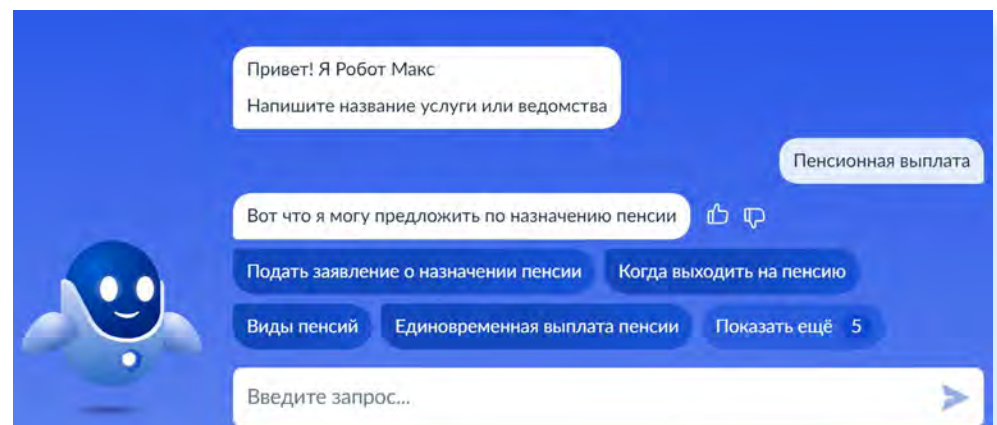 Привет! Я Робот Макс
Напишите название услуги или ведомства
Пенсионная выплата
Вот что я могу предложить по назначению пенсии
Подать заявление о назначении пенсии
Когда выходить на пенсию
Виды пенсий
Единовременная выплата пенсии
Показать ещё 5
Введите запрос...